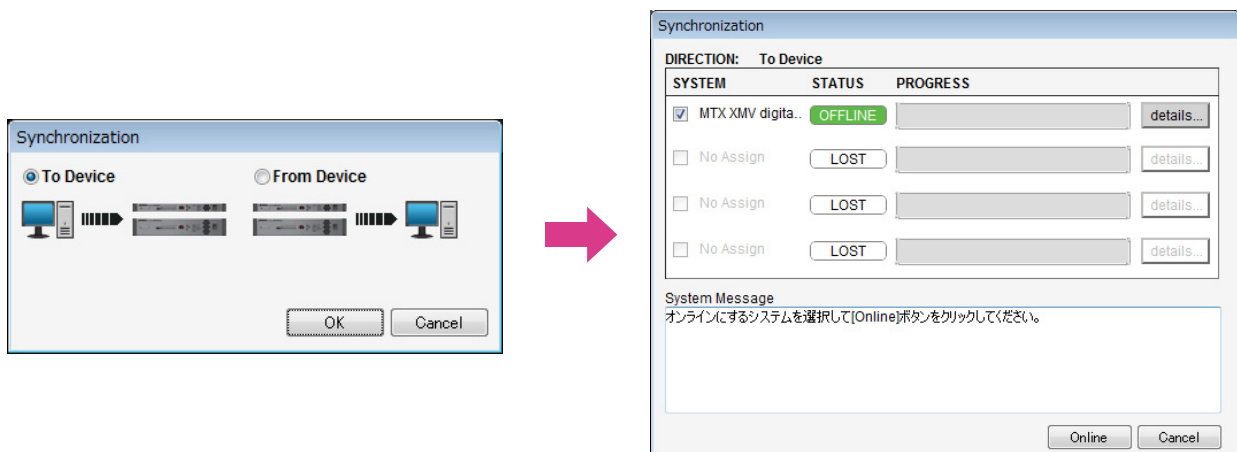 Synchronization
To Device
From Device
OK
Cancel
Synchronization
DIRECTION: To Device
SYSTEM STATUS PROGRESS
MTX XMV digita.. OFFLINE details...
No Assign LOST details...
No Assign LOST details...
No Assign LOST details...
System Message
オンラインにするシステムを選択して[Online]ボタンをクリックしてください。
Online
Cancel